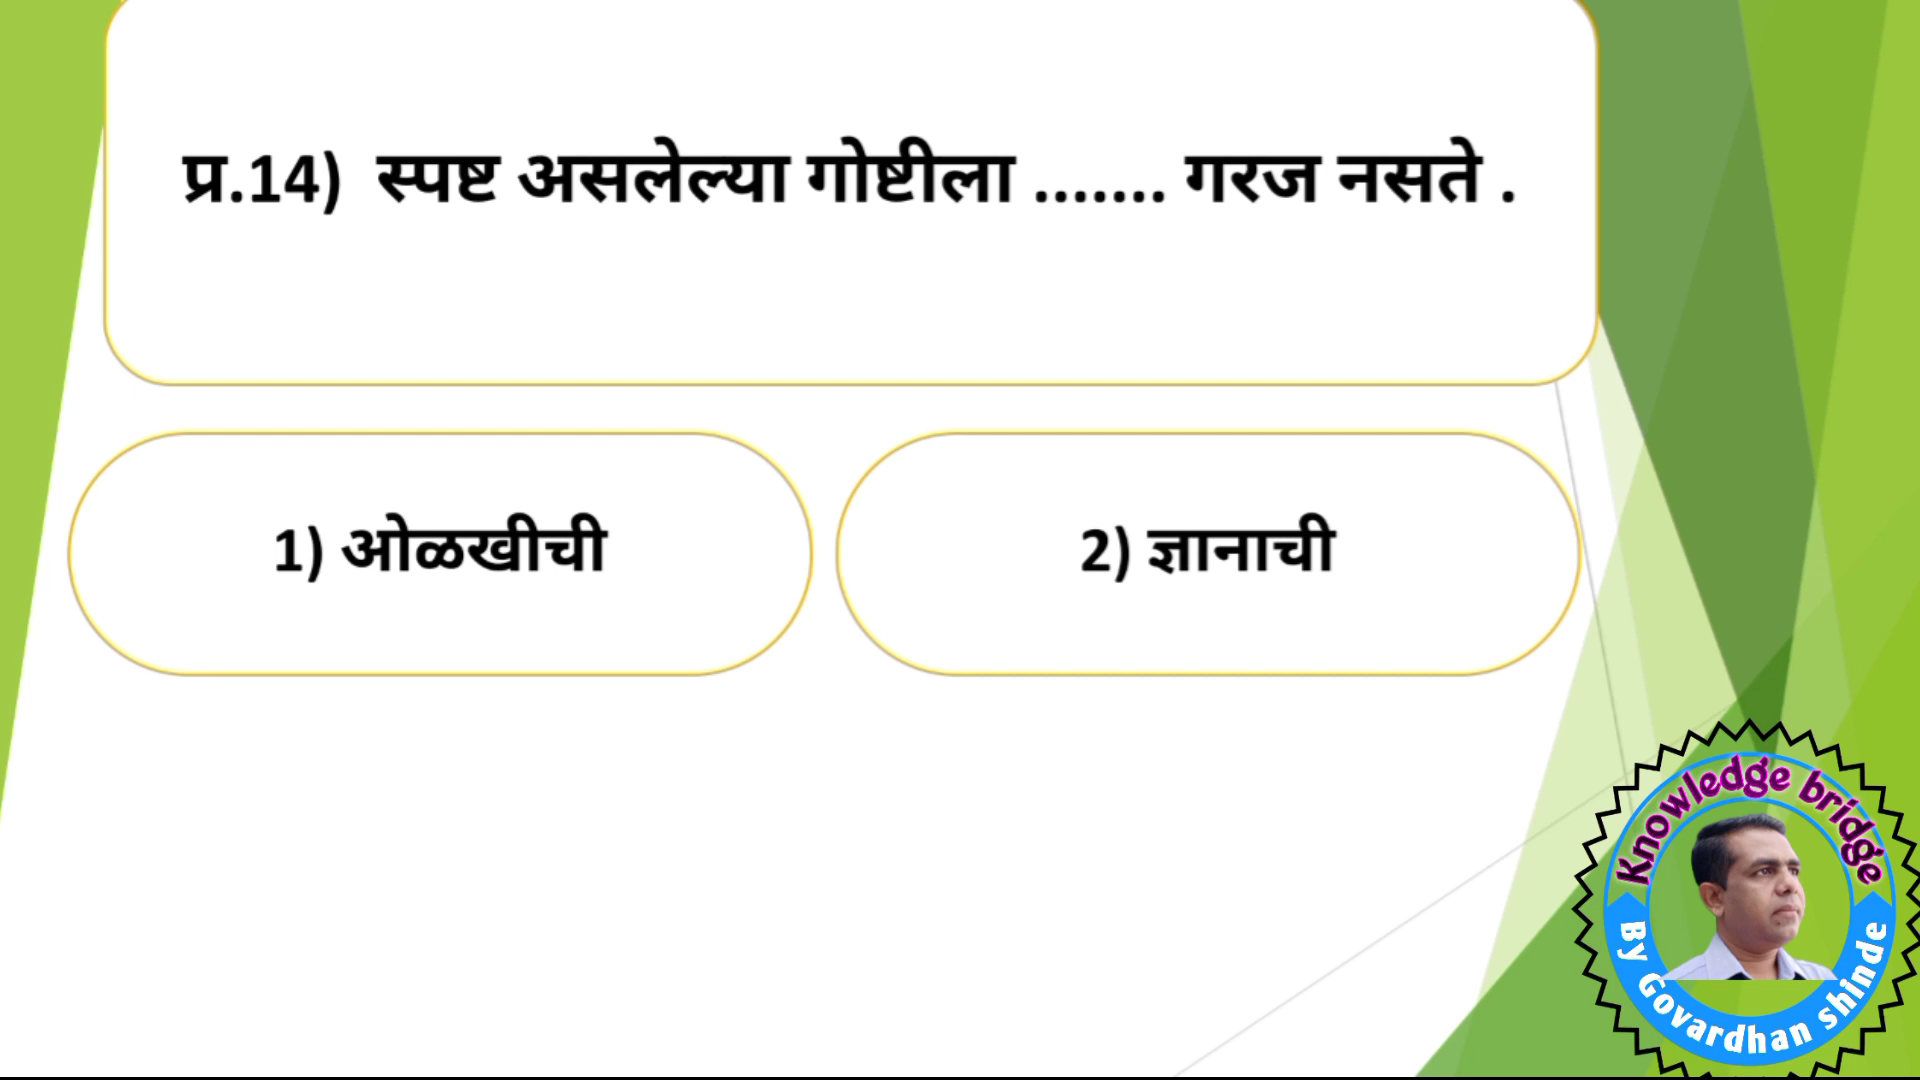 प्र.14) स्पष्ट असलेल्या गोष्टीला ....... गरज नसते .
1) ओळखीची
2) ज्ञानाची
Knowledge bridge
By Govardhan shinde